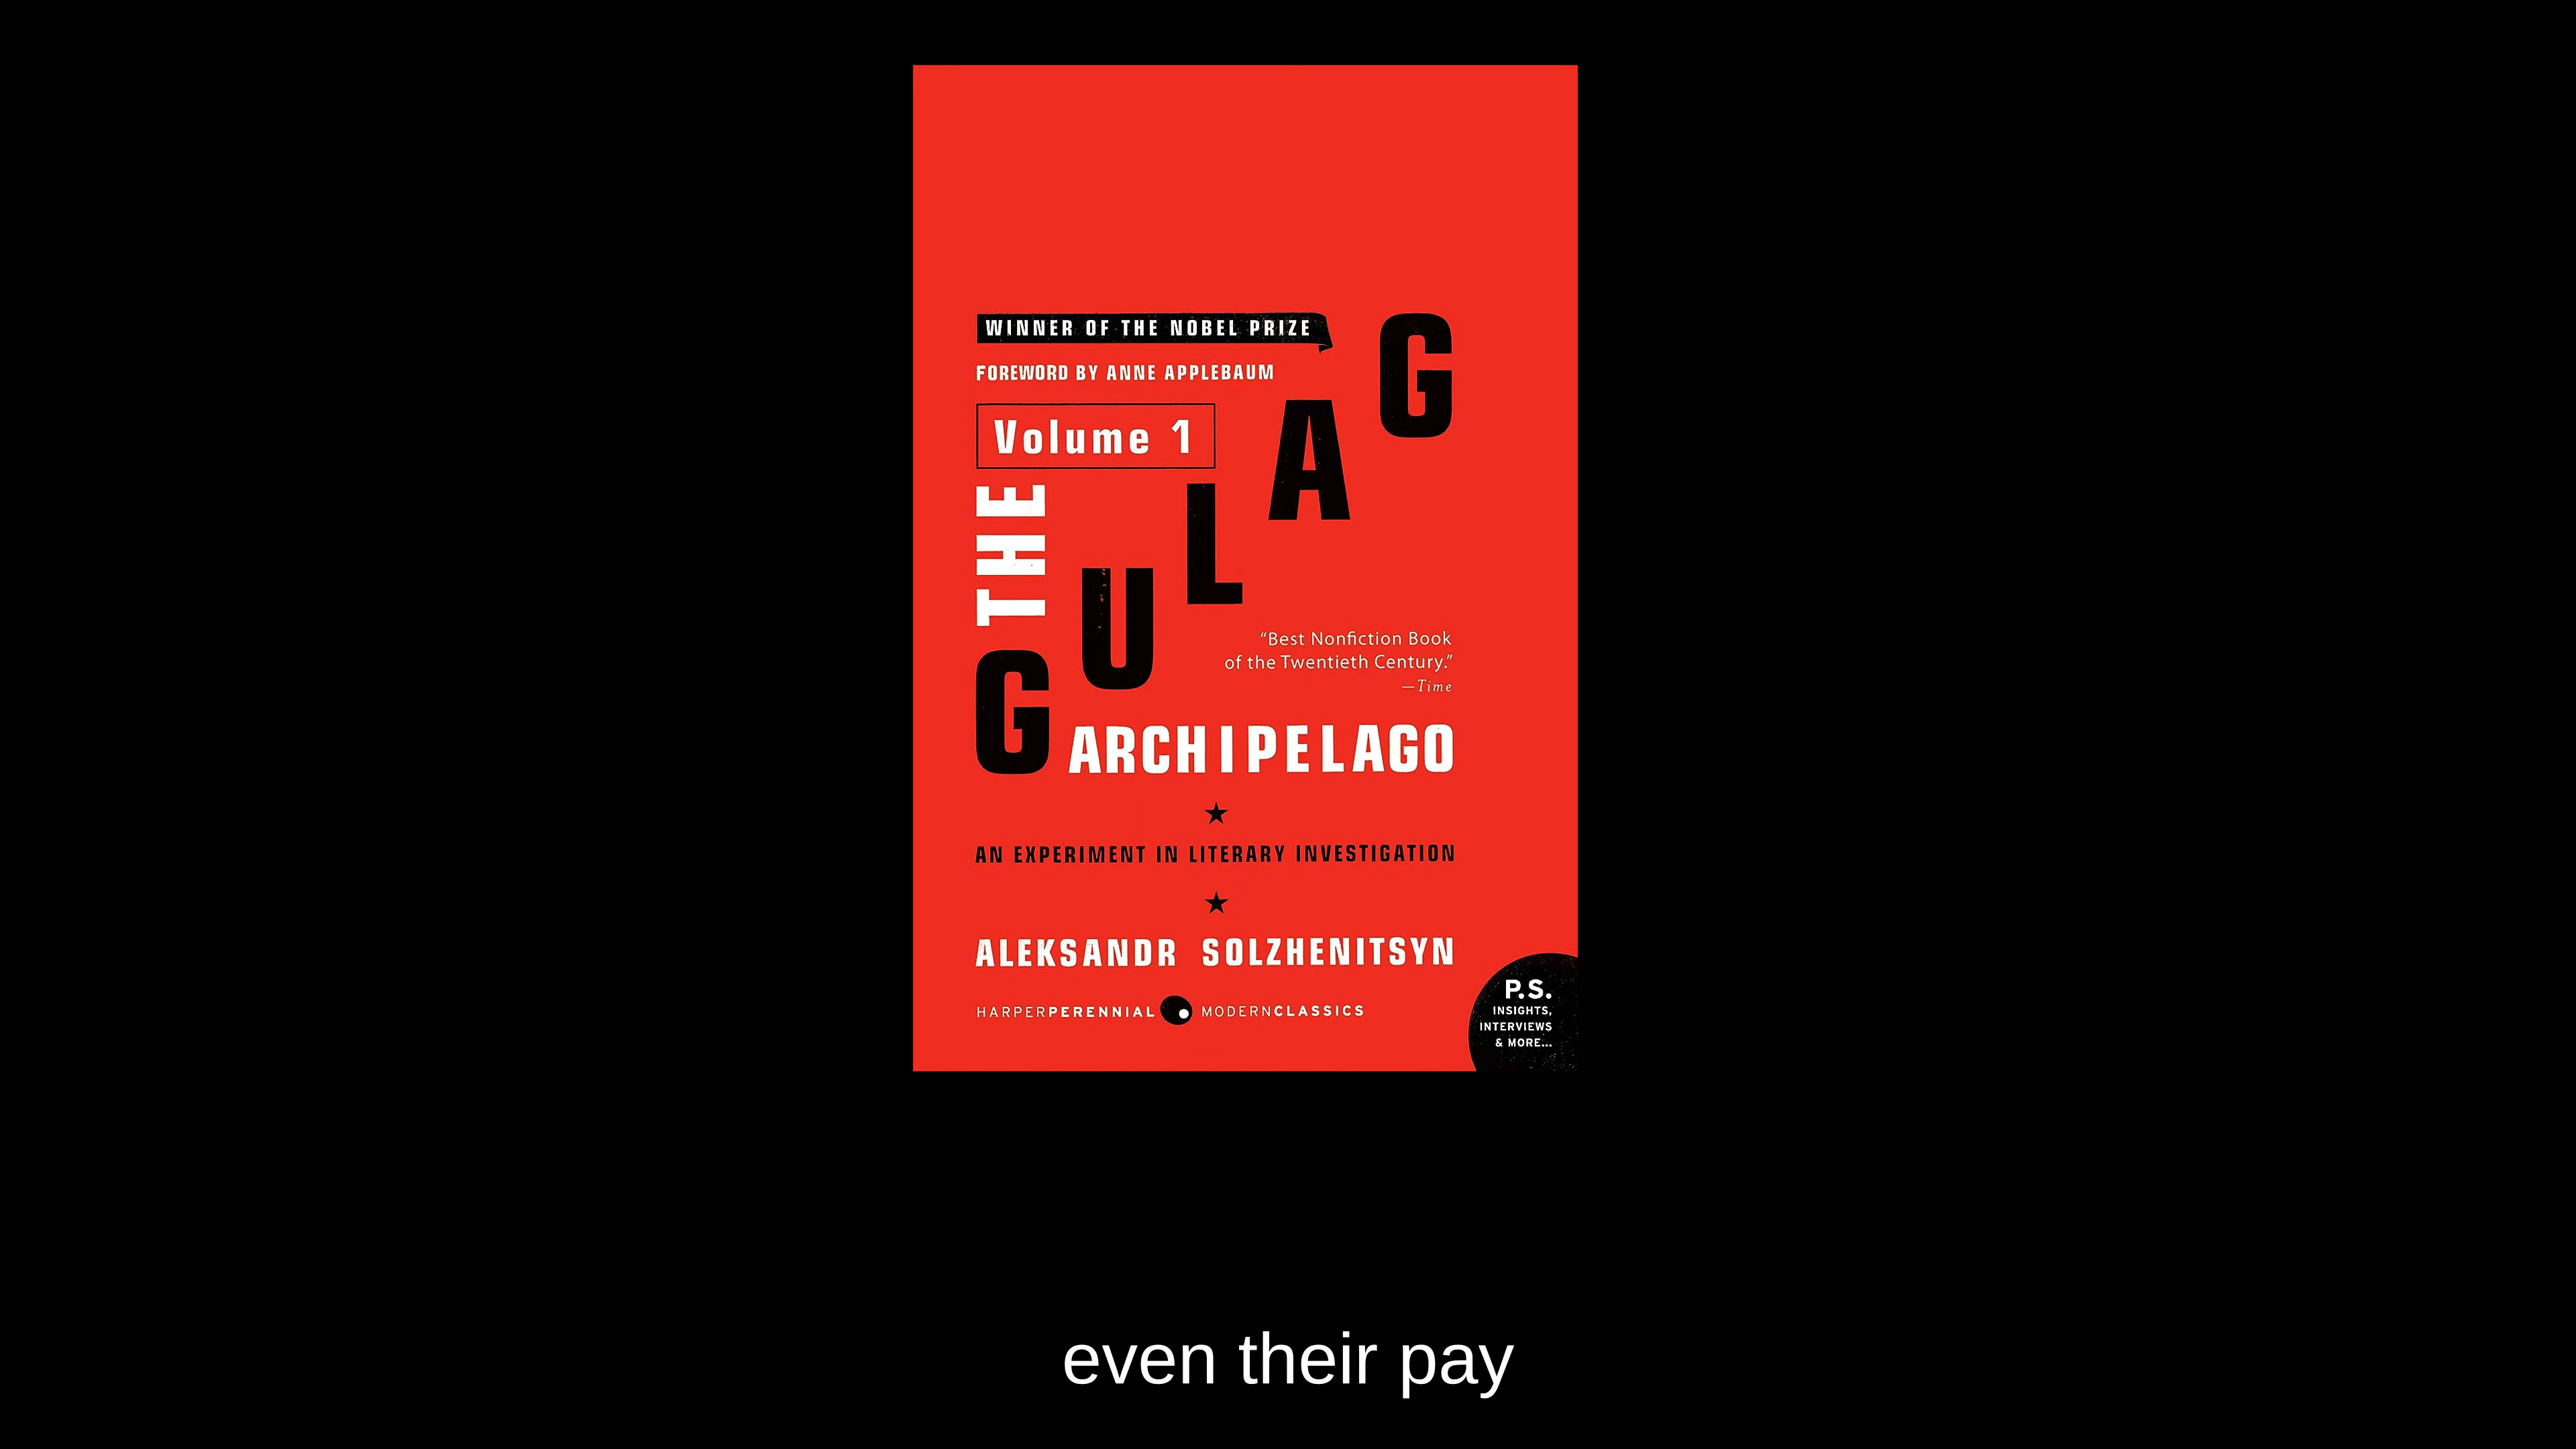 WINNER OF THE NOBEL PRIZE
FOREWORD BY ANNE APPLEBAUM
Volume 1
THE
GULAG
"Best Nonfiction Book
of the Twentieth Century."
—Time
ARCHIPELAGO
AN EXPERIMENT IN LITERARY INVESTIGATION
ALEKSANDR SOLZHENITSYN
HARPERPERENNIAL MODERNCLASSICS
P.S.
INSIGHTS,
INTERVIEWS
& MORE...
even their pay